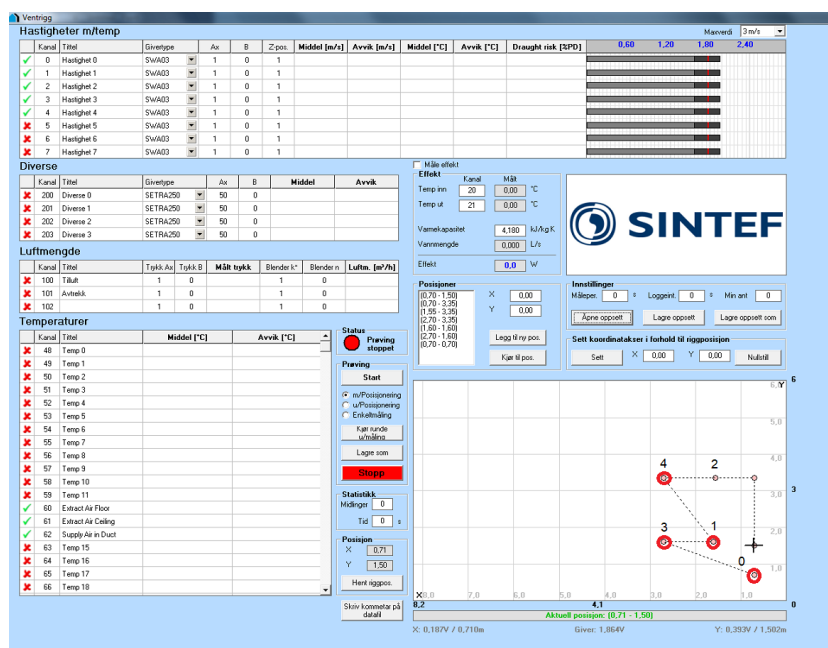 Ventrigg
Hastigheter m/temp
Maxverdi 3 m/s
Kanal Tittel Givertype Ax B Z-pos. Middel [m/s] Avvik [m/s] Middel [°C] Avvik [°C] Draught risk [%PD] 0,60 1,20 1,80 2,40
0 Hastighet 0 SWA03 1 0 1
1 Hastighet 1 SWA03 1 0 1
2 Hastighet 2 SWA03 1 0 1
3 Hastighet 3 SWA03 1 0 1
4 Hastighet 4 SWA03 1 0 1
5 Hastighet 5 SWA03 1 0 1
6 Hastighet 6 SWA03 1 0 1
7 Hastighet 7 SWA03 1 0 1
Diverse
Kanal Tittel Givertype Ax B Middel Avvik
200 Diverse 0 SETRA250 50 0
201 Diverse 1 SETRA250 50 0
202 Diverse 2 SETRA250 50 0
203 Diverse 3 SETRA250 50 0
Luftmengde
Kanal Tittel Trykk Ax Trykk B Målt trykk Blender k* Blender n Luftm. [m³/h]
100 Tilluft 1 0 1 0
101 Avtrekk 1 0 1 0
102 1 0 1 0
Temperaturer
Kanal Tittel Middel [°C] Avvik [°C]
48 Temp 0
49 Temp 1
50 Temp 2
51 Temp 3
52 Temp 4
53 Temp 5
54 Temp 6
55 Temp 7
56 Temp 8
57 Temp 9
58 Temp 10
59 Temp 11
60 Extract Air Floor
61 Extract Air Ceiling
62 Supply Air in Duct
63 Temp 15
64 Temp 16
65 Temp 17
66 Temp 18
Status
Prøving
stoppet
Prøving
Start
m/Posisjonering
u/Posisjonering
Enkeltmåling
Kjør runde
u/måling
Lagre som
Stopp
Statistikk
Midlinger 0
Tid 0 s
Posisjon
X 0,71
Y 1,50
Hent riggpos.
Skriv kommetar på
datafil
Måle effekt
Effekt
Kanal Målt
Temp inn 20 0,00 °C
Temp ut 21 0,00 °C
Varmekapasitet 4,180 kJ/kg K
Vannmengde 0,000 L/s
Effekt 0,0 W
SINTEF
Posisjoner
(0,70 - 1,50)
(0,70 - 3,35)
(1,55 - 3,35)
(2,70 - 3,35)
(1,60 - 1,60)
(2,70 - 1,60)
(0,70 - 0,70)
X 0,00
Y 0,00
Legg til ny pos.
Kjør til pos.
Innstillinger
Måleper. 0 s Loggeint. 0 s Min ant 0
Åpne oppsett Lagre oppsett Lagre oppsett som
Sett koordinatakser i forhold til riggposisjon
Sett X 0,00 Y 0,00 Nullstill
6,0 Y 6
5,0
4,0
4 2
3,0 3
3 1
2,0
0
1,0
X 8,0 7,0 6,0 5,0 4,0 3,0 2,0 1,0
8,2 4,1 0
Aktuell posisjon: (0,71 - 1,50)
X: 0,187V / 0,710m Giver: 1,864V Y: 0,393V / 1,502m